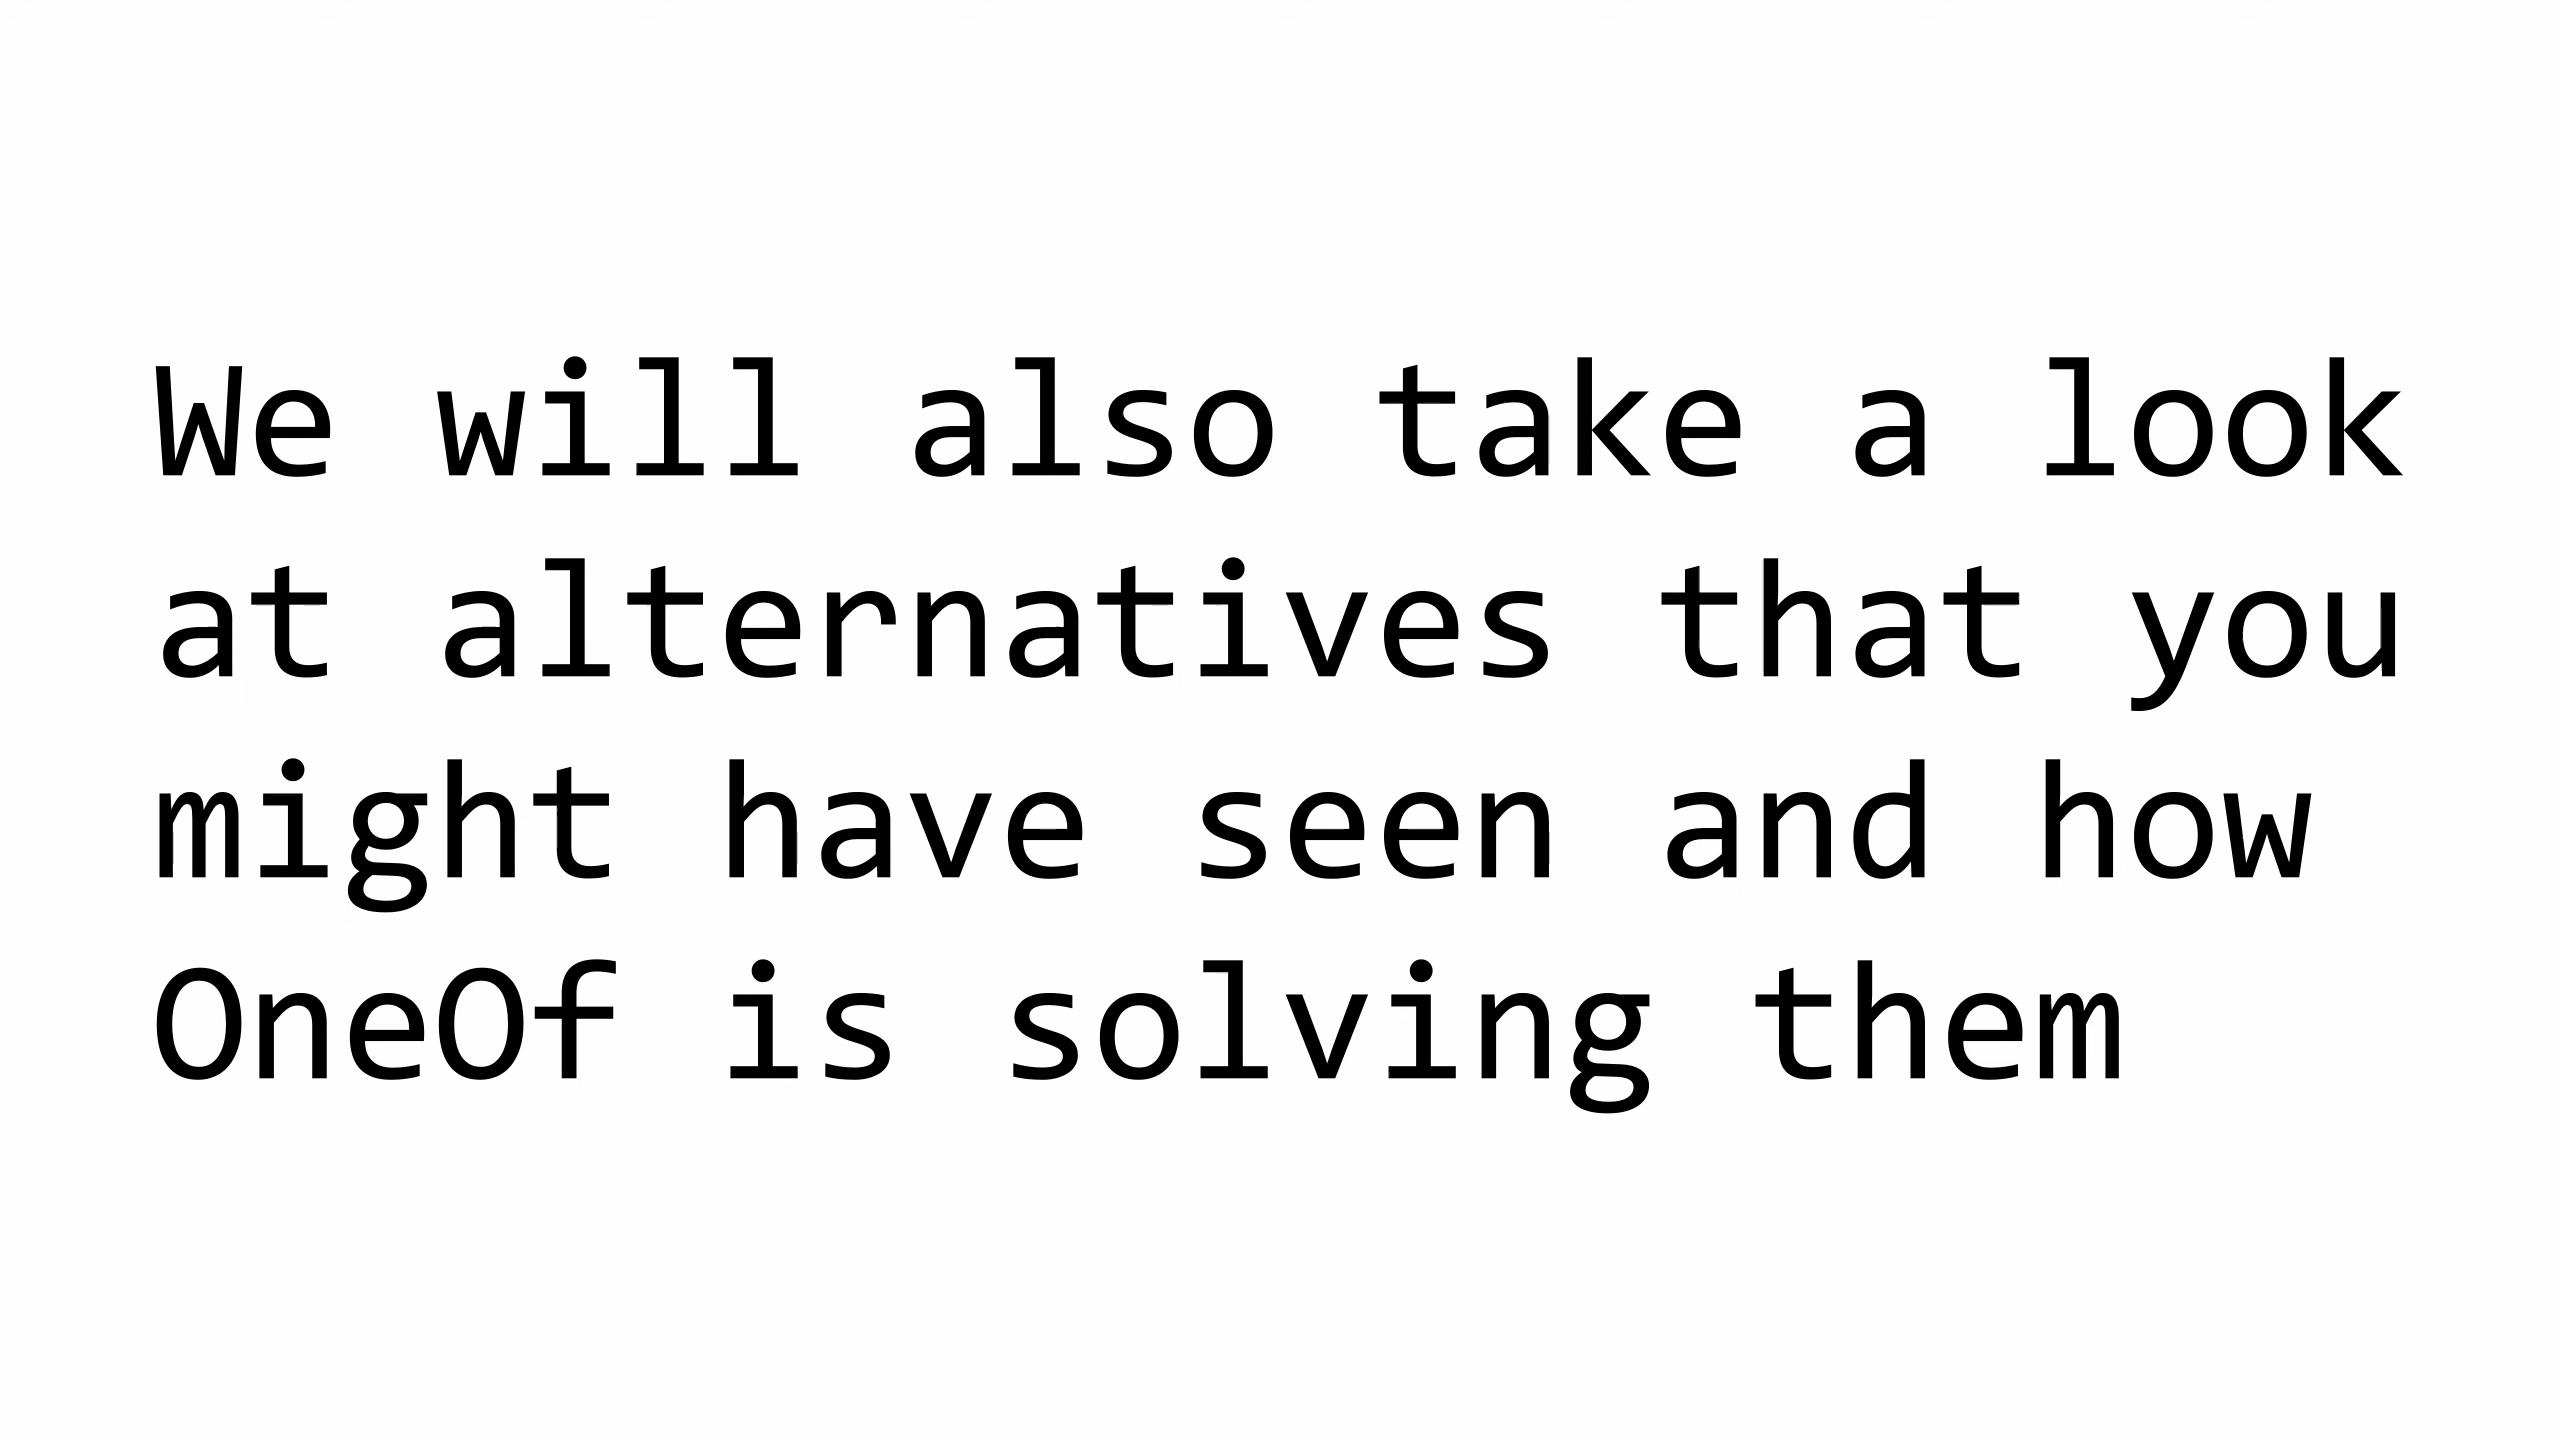 We will also take a look
at alternatives that you
might have seen and how
OneOf is solving them